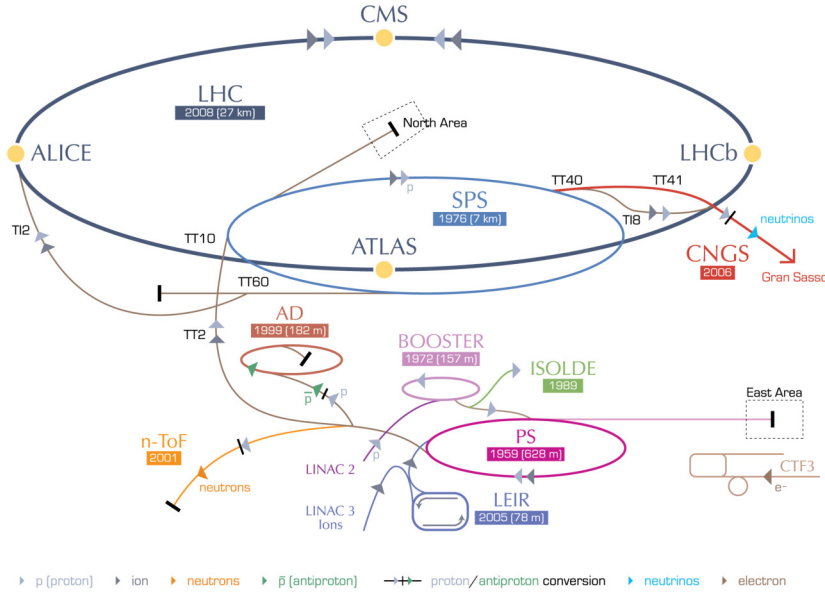 CMS
LHC
2008 (27 km)
North Area
ALICE
LHCb
TT40
TT41
SPS
1976 (7 km)
p
TI8
neutrinos
TI2
TT10
ATLAS
CNGS
2006
Gran Sasso
TT60
AD
1999 (182 m)
TT2
BOOSTER
1972 (157 m)
ISOLDE
1989
p̅
p
East Area
n-ToF
2001
PS
1959 (628 m)
LINAC 2
p
neutrons
CTF3
e-
LINAC 3
Ions
LEIR
2005 (78 m)
p (proton)
ion
neutrons
p̅ (antiproton)
proton/antiproton conversion
neutrinos
electron